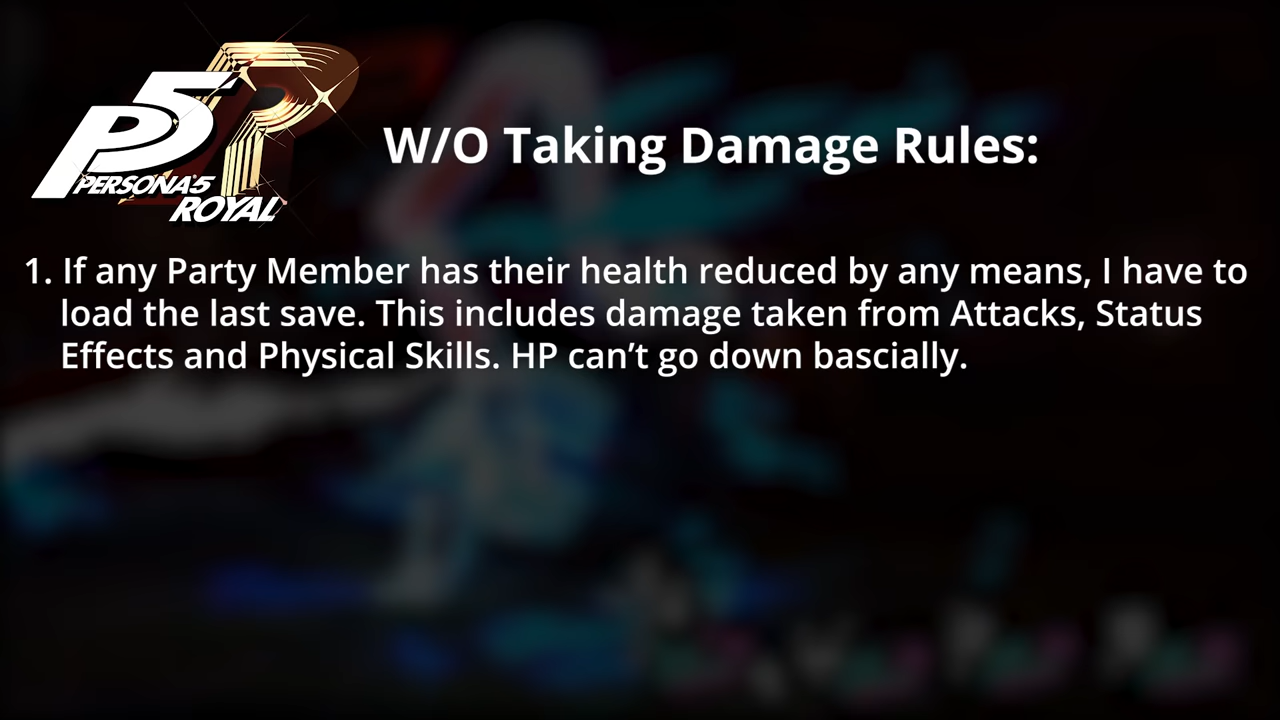 P5R
PERSONA5
ROYAL
W/O Taking Damage Rules:
1. If any Party Member has their health reduced by any means, I have to
load the last save. This includes damage taken from Attacks, Status
Effects and Physical Skills. HP can’t go down bascially.